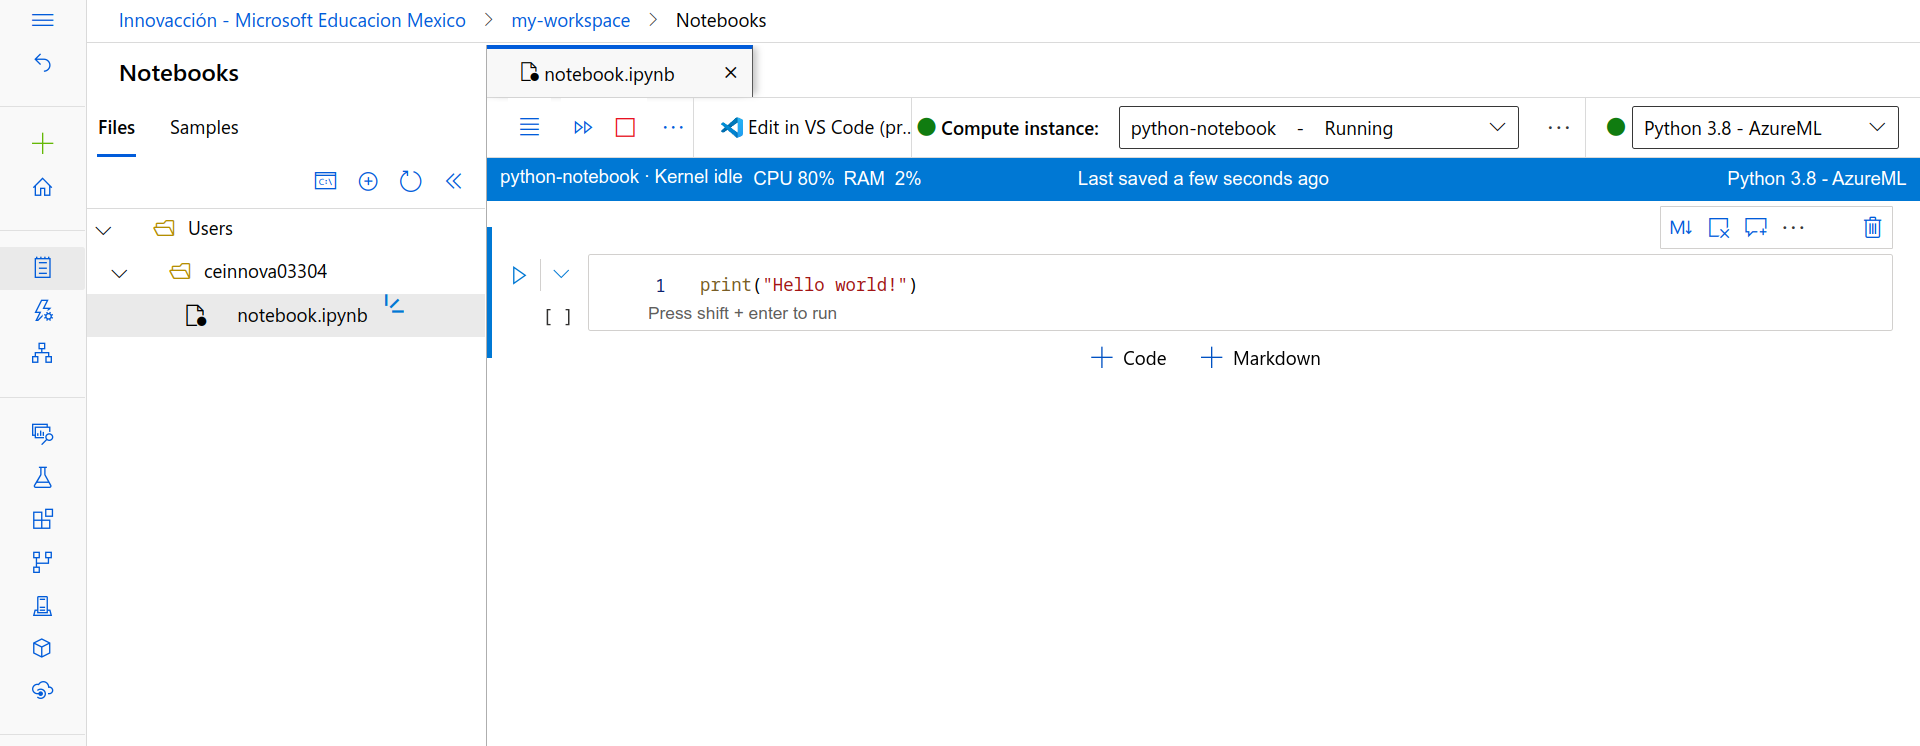 Innovacción - Microsoft Educacion Mexico > my-workspace > Notebooks
Notebooks
Files Samples
Users
ceinnova03304
notebook.ipynb
notebook.ipynb
Edit in VS Code (pr... Compute instance: python-notebook - Running Python 3.8 - AzureML
python-notebook · Kernel idle CPU 80% RAM 2% Last saved a few seconds ago Python 3.8 - AzureML
M↓
1 print("Hello world!")
[ ] Press shift + enter to run
+ Code + Markdown